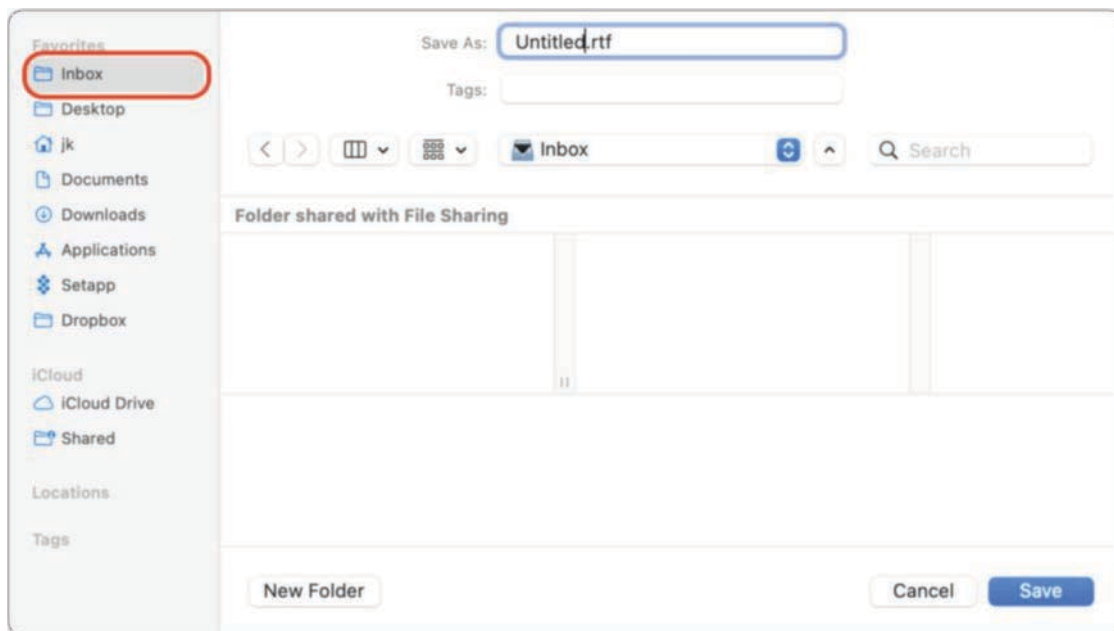 Favorites
Inbox
Desktop
jk
Documents
Downloads
Applications
Setapp
Dropbox
iCloud
iCloud Drive
Shared
Locations
Tags
Save As: Untitled.rtf
Tags:
Inbox
Search
Folder shared with File Sharing
New Folder
Cancel
Save